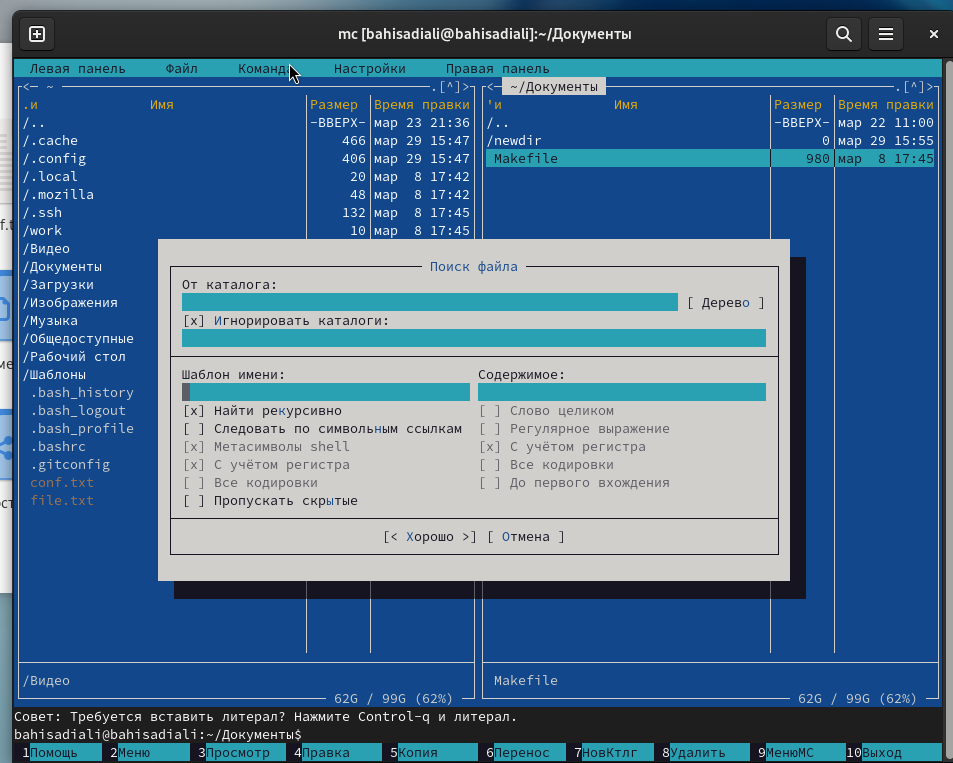 mc [bahisadiali@bahisadiali]:~/Документы
Левая панель Файл Команда Настройки Правая панель
<— ~ .[^]> <— ~/Документы .[^]>
.и Имя Размер Время правки 'и Имя Размер Время правки
/.. -ВВЕРХ- мар 23 21:36 /.. -ВВЕРХ- мар 22 11:00
/.cache 466 мар 29 15:47 /newdir 0 мар 29 15:55
/.config 406 мар 29 15:47 Makefile 980 мар 8 17:45
/.local 20 мар 8 17:42
/.mozilla 48 мар 8 17:42
/.ssh 132 мар 8 17:45
/work 10 мар 8 17:45
/Видео
/Документы
/Загрузки
/Изображения
/Музыка
/Общедоступные
/Рабочий стол
/Шаблоны
.bash_history
.bash_logout
.bash_profile
.bashrc
.gitconfig
conf.txt
file.txt
Поиск файла
От каталога:
[ Дерево ]
[x] Игнорировать каталоги:
Шаблон имени: Содержимое:
[x] Найти рекурсивно [ ] Слово целиком
[ ] Следовать по символьным ссылкам [ ] Регулярное выражение
[x] Метасимволы shell [x] С учётом регистра
[x] С учётом регистра [ ] Все кодировки
[ ] Все кодировки [ ] До первого вхождения
[ ] Пропускать скрытые
[< Хорошо >] [ Отмена ]
/Видео Makefile
62G / 99G (62%) 62G / 99G (62%)
Совет: Требуется вставить литерал? Нажмите Control-q и литерал.
bahisadiali@bahisadiali:~/Документы$
1Помощь 2Меню 3Просмотр 4Правка 5Копия 6Перенос 7НовКтлг 8Удалить 9МенюМС 10Выход